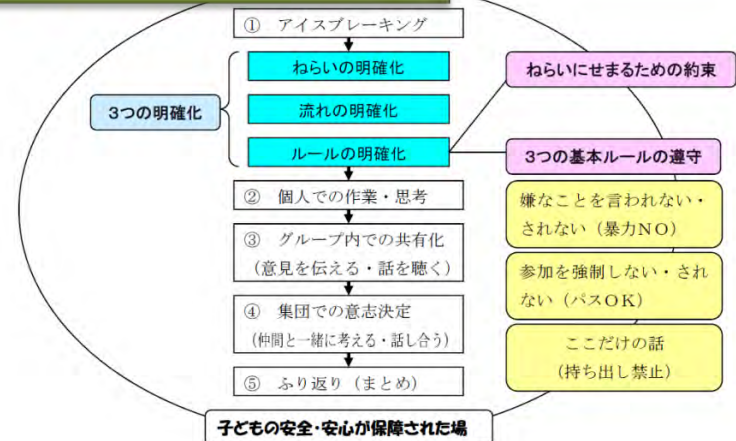 ① アイスブレーキング
ねらいの明確化
流れの明確化
ルールの明確化
3つの明確化
ねらいにせまるための約束
3つの基本ルールの遵守
嫌なことを言われない・
されない(暴力NO)
参加を強制しない・され
ない(パスOK)
ここだけの話
(持ち出し禁止)
② 個人での作業・思考
③ グループ内での共有化
(意見を伝える・話を聴く)
④ 集団での意志決定
(仲間と一緒に考える・話し合う)
⑤ ふり返り(まとめ)
子どもの安全・安心が保障された場